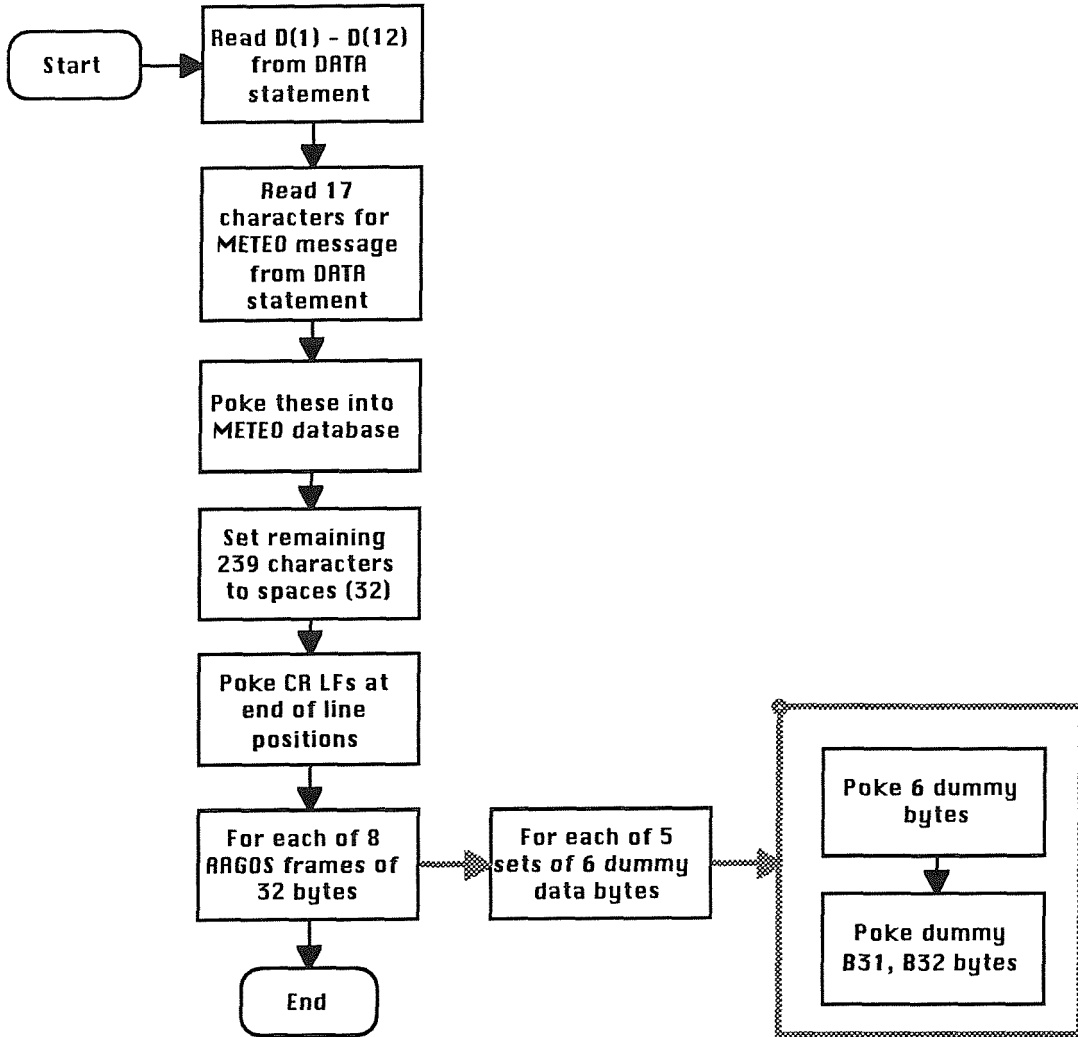 Start
Read D(1) - D(12)
from DATA
statement
Read 17
characters for
METEO message
from DATA
statement
Poke these into
METEO database
Set remaining
239 characters
to spaces (32)
Poke CR LFs at
end of line
positions
For each of 8
ARGOS frames of
32 bytes
For each of 5
sets of 6 dummy
data bytes
Poke 6 dummy
bytes
Poke dummy
B31, B32 bytes
End